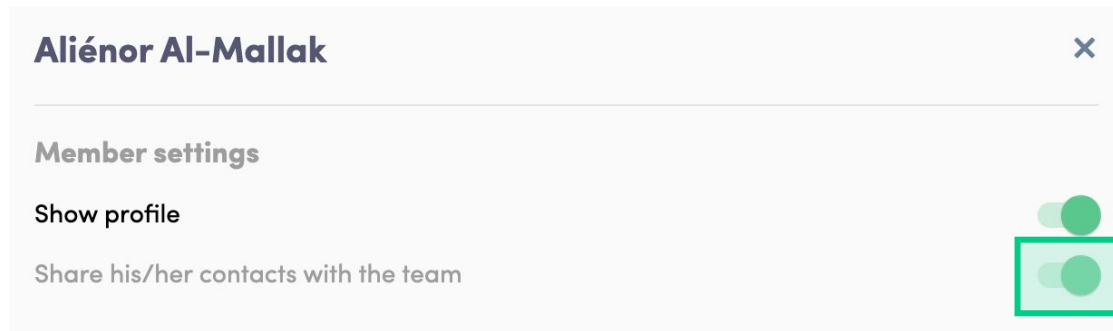 Aliénor Al-Mallak
Member settings
Show profile
Share his/her contacts with the team